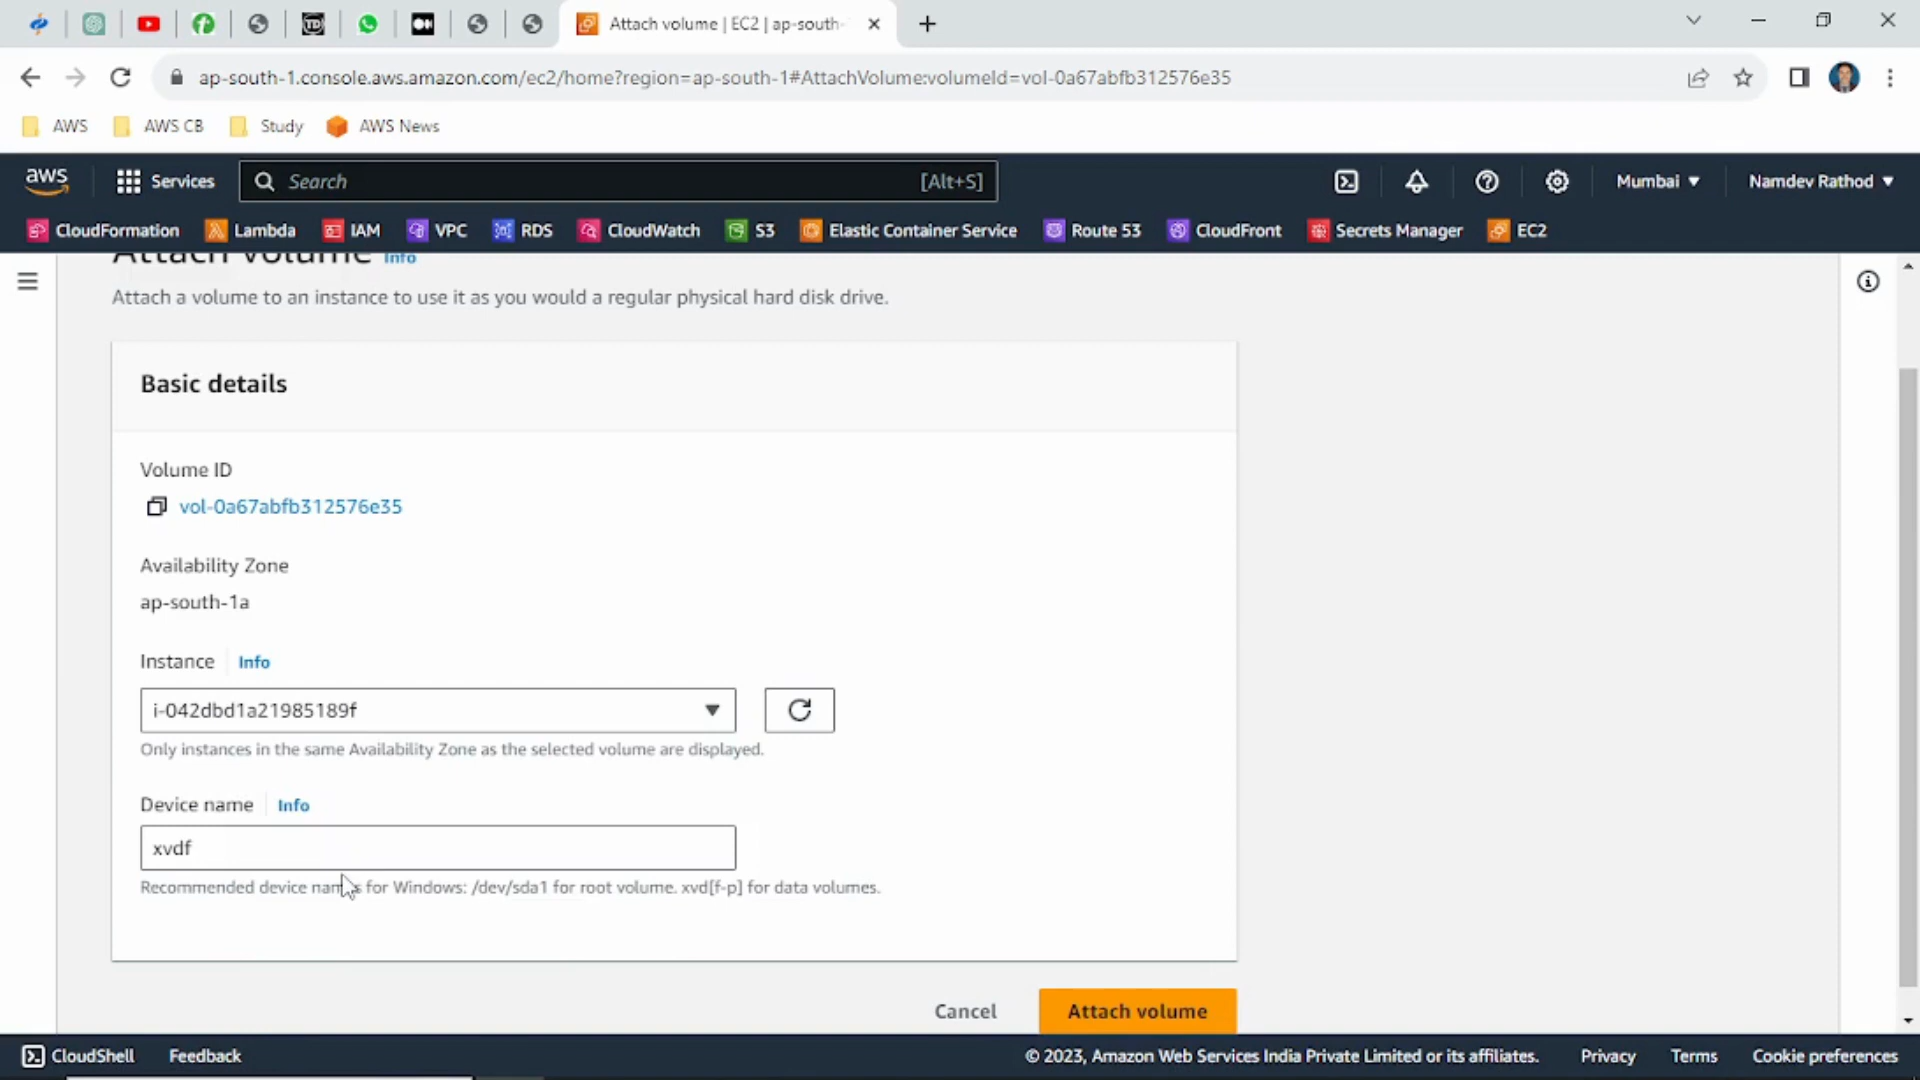 Attach volume | EC2 | ap-south-
ap-south-1.console.aws.amazon.com/ec2/home?region=ap-south-1#AttachVolume:volumeId=vol-0a67abfb312576e35
AWS AWS CB Study AWS News
aws Services Search [Alt+S] Mumbai ▼ Namdev Rathod ▼
CloudFormation Lambda IAM VPC RDS CloudWatch S3 Elastic Container Service Route 53 CloudFront Secrets Manager EC2
Attach volume Info
Attach a volume to an instance to use it as you would a regular physical hard disk drive.
Basic details
Volume ID
vol-0a67abfb312576e35
Availability Zone
ap-south-1a
Instance Info
i-042dbd1a21985189f
Only instances in the same Availability Zone as the selected volume are displayed.
Device name Info
xvdf
Recommended device names for Windows: /dev/sda1 for root volume. xvd[f-p] for data volumes.
Cancel Attach volume
CloudShell Feedback © 2023, Amazon Web Services India Private Limited or its affiliates. Privacy Terms Cookie preferences